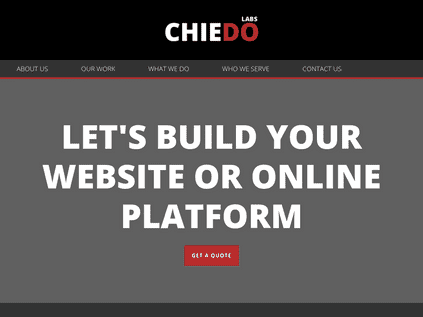 LABS
CHIEDO
ABOUT US OUR WORK WHAT WE DO WHO WE SERVE CONTACT US
LET'S BUILD YOUR
WEBSITE OR ONLINE
PLATFORM
GET A QUOTE